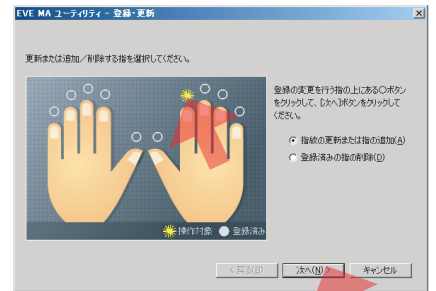 EVE MA ユーティリティ - 登録・更新
更新または追加／削除する指を選択してください。
登録の変更を行う指の上にある○ボタン
をクリックして、[次へ]ボタンをクリックして
ください。
指紋の更新または指の追加(A)
登録済みの指の削除(D)
操作対象 登録済み
< 戻る(B) 次へ(N) > キャンセル